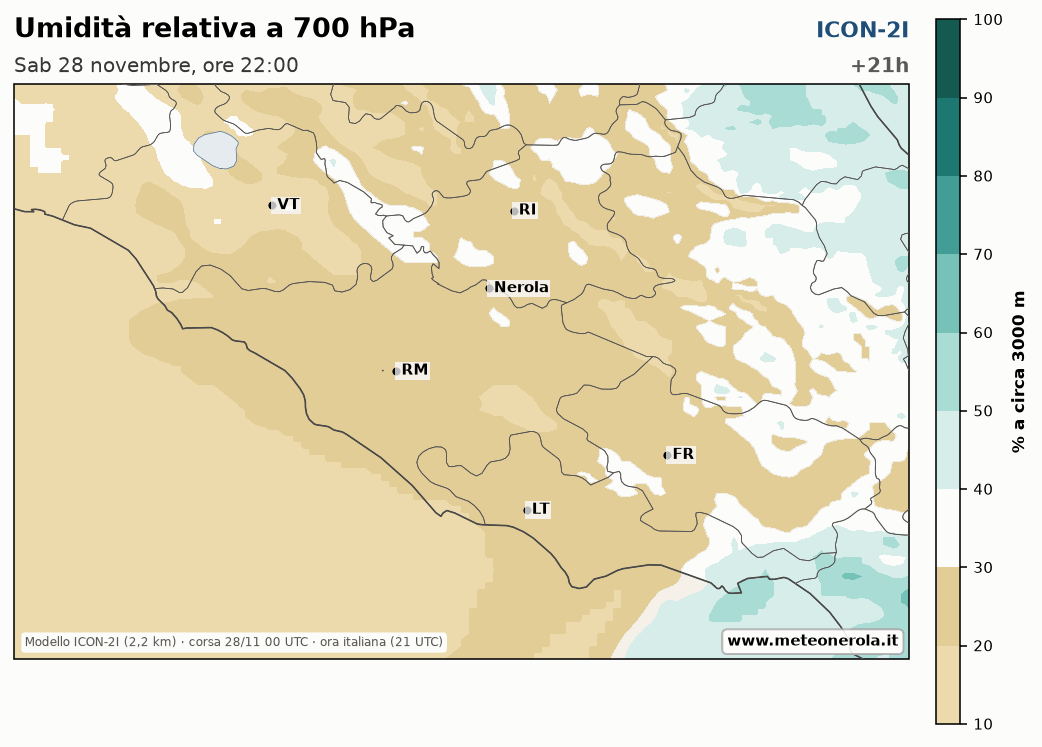 Umidità relativa a 700 hPa
ICON-2I
Sab 28 novembre, ore 22:00
+21h
VT
RI
Nerola
RM
FR
LT
Modello ICON-2I (2,2 km) · corsa 28/11 00 UTC · ora italiana (21 UTC)
www.meteonerola.it
100
90
80
70
60
50
40
30
20
10
% a circa 3000 m